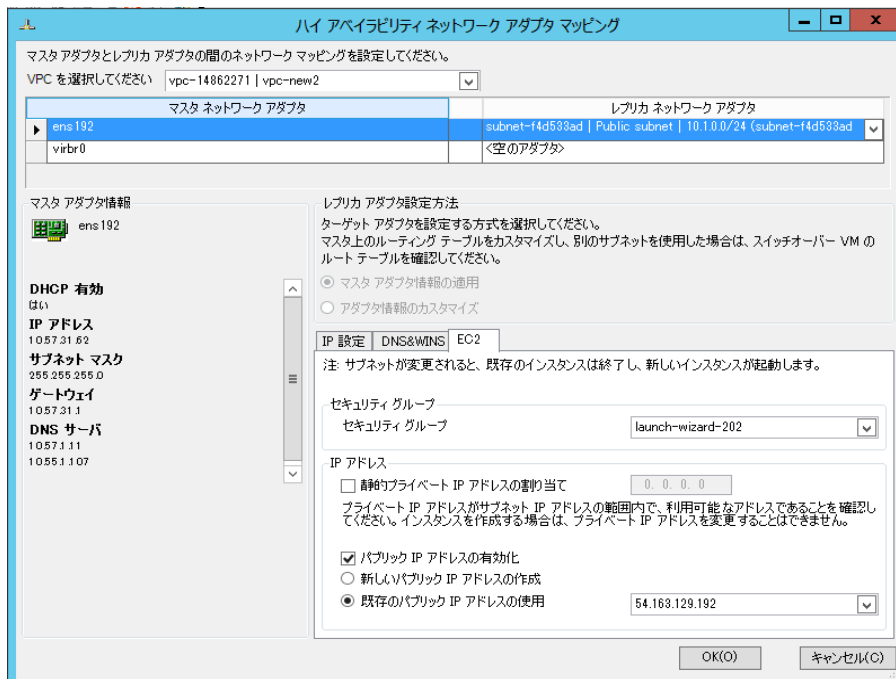 ハイ アベイラビリティ ネットワーク アダプタ マッピング
マスタ アダプタとレプリカ アダプタの間のネットワーク マッピングを設定してください。
VPC を選択してください vpc-14862271 | vpc-new2
マスタ ネットワーク アダプタ レプリカ ネットワーク アダプタ
ens192 subnet-f4d533ad | Public subnet | 10.1.0.0/24 (subnet-f4d533ad
virbr0 <空のアダプタ>
マスタ アダプタ情報
ens192
DHCP 有効
はい
IP アドレス
10.57.31.62
サブネット マスク
255.255.255.0
ゲートウェイ
10.57.31.1
DNS サーバ
10.57.1.11
10.55.1.107
レプリカ アダプタ設定方法
ターゲット アダプタを設定する方式を選択してください。
マスタ上のルーティング テーブルをカスタマイズし、別のサブネットを使用した場合は、スイッチオーバー VM の
ルート テーブルを確認してください。
マスタ アダプタ情報の適用
アダプタ情報のカスタマイズ
IP 設定 DNS&WINS EC2
注: サブネットが変更されると、既存のインスタンスは終了し、新しいインスタンスが起動します。
セキュリティ グループ
セキュリティ グループ launch-wizard-202
IP アドレス
静的プライベート IP アドレスの割り当て 0. 0. 0. 0
プライベート IP アドレスがサブネット IP アドレスの範囲内で、利用可能なアドレスであることを確認し
てください。インスタンスを作成する場合は、プライベート IP アドレスを変更することはできません。
パブリック IP アドレスの有効化
新しいパブリック IP アドレスの作成
既存のパブリック IP アドレスの使用 54.163.129.192
OK(O) キャンセル(C)